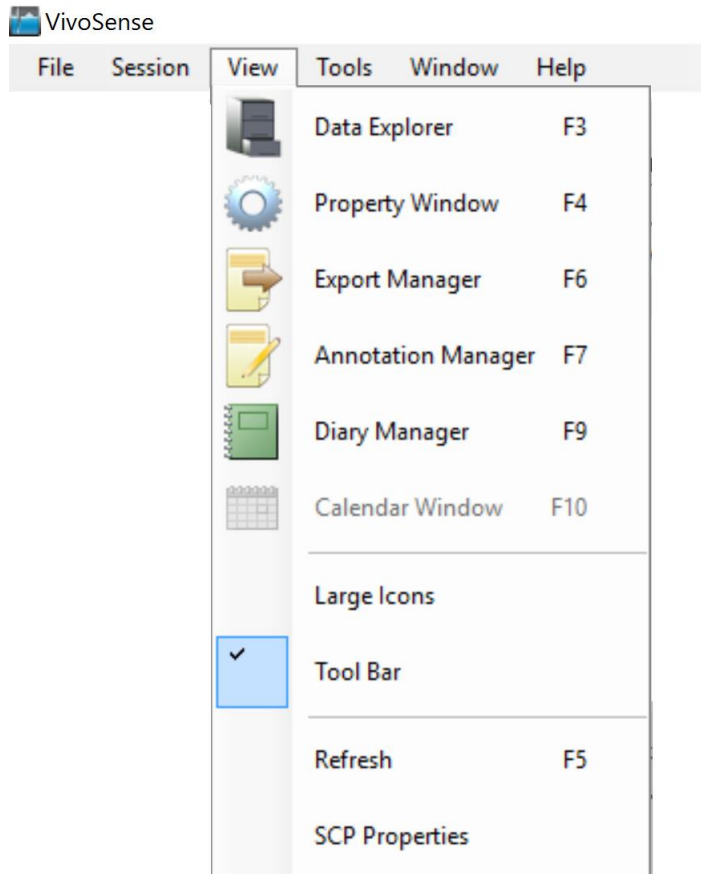 VivoSense
File Session View Tools Window Help
Data Explorer F3
Property Window F4
Export Manager F6
Annotation Manager F7
Diary Manager F9
Calendar Window F10
Large Icons
Tool Bar
Refresh F5
SCP Properties